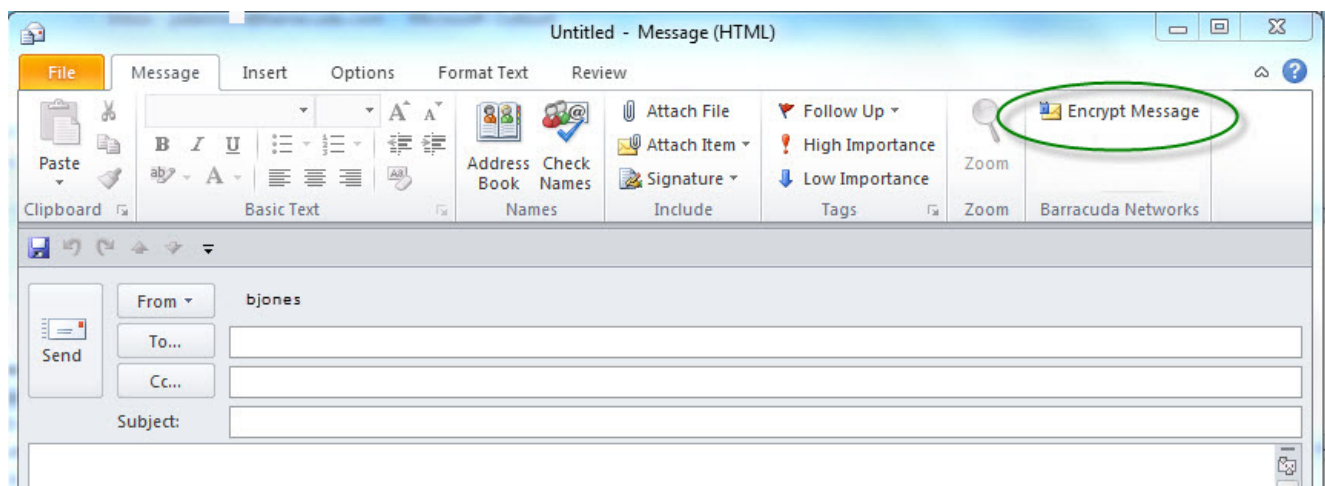 Untitled - Message (HTML)
File Message Insert Options Format Text Review
Paste
Clipboard
B I U
A A
ab A
Aa
Basic Text
Address Book
Check Names
Names
Attach File
Attach Item
Signature
Include
Follow Up
High Importance
Low Importance
Tags
Zoom
Zoom
Encrypt Message
Barracuda Networks
Send
From bjones
To...
Cc...
Subject: